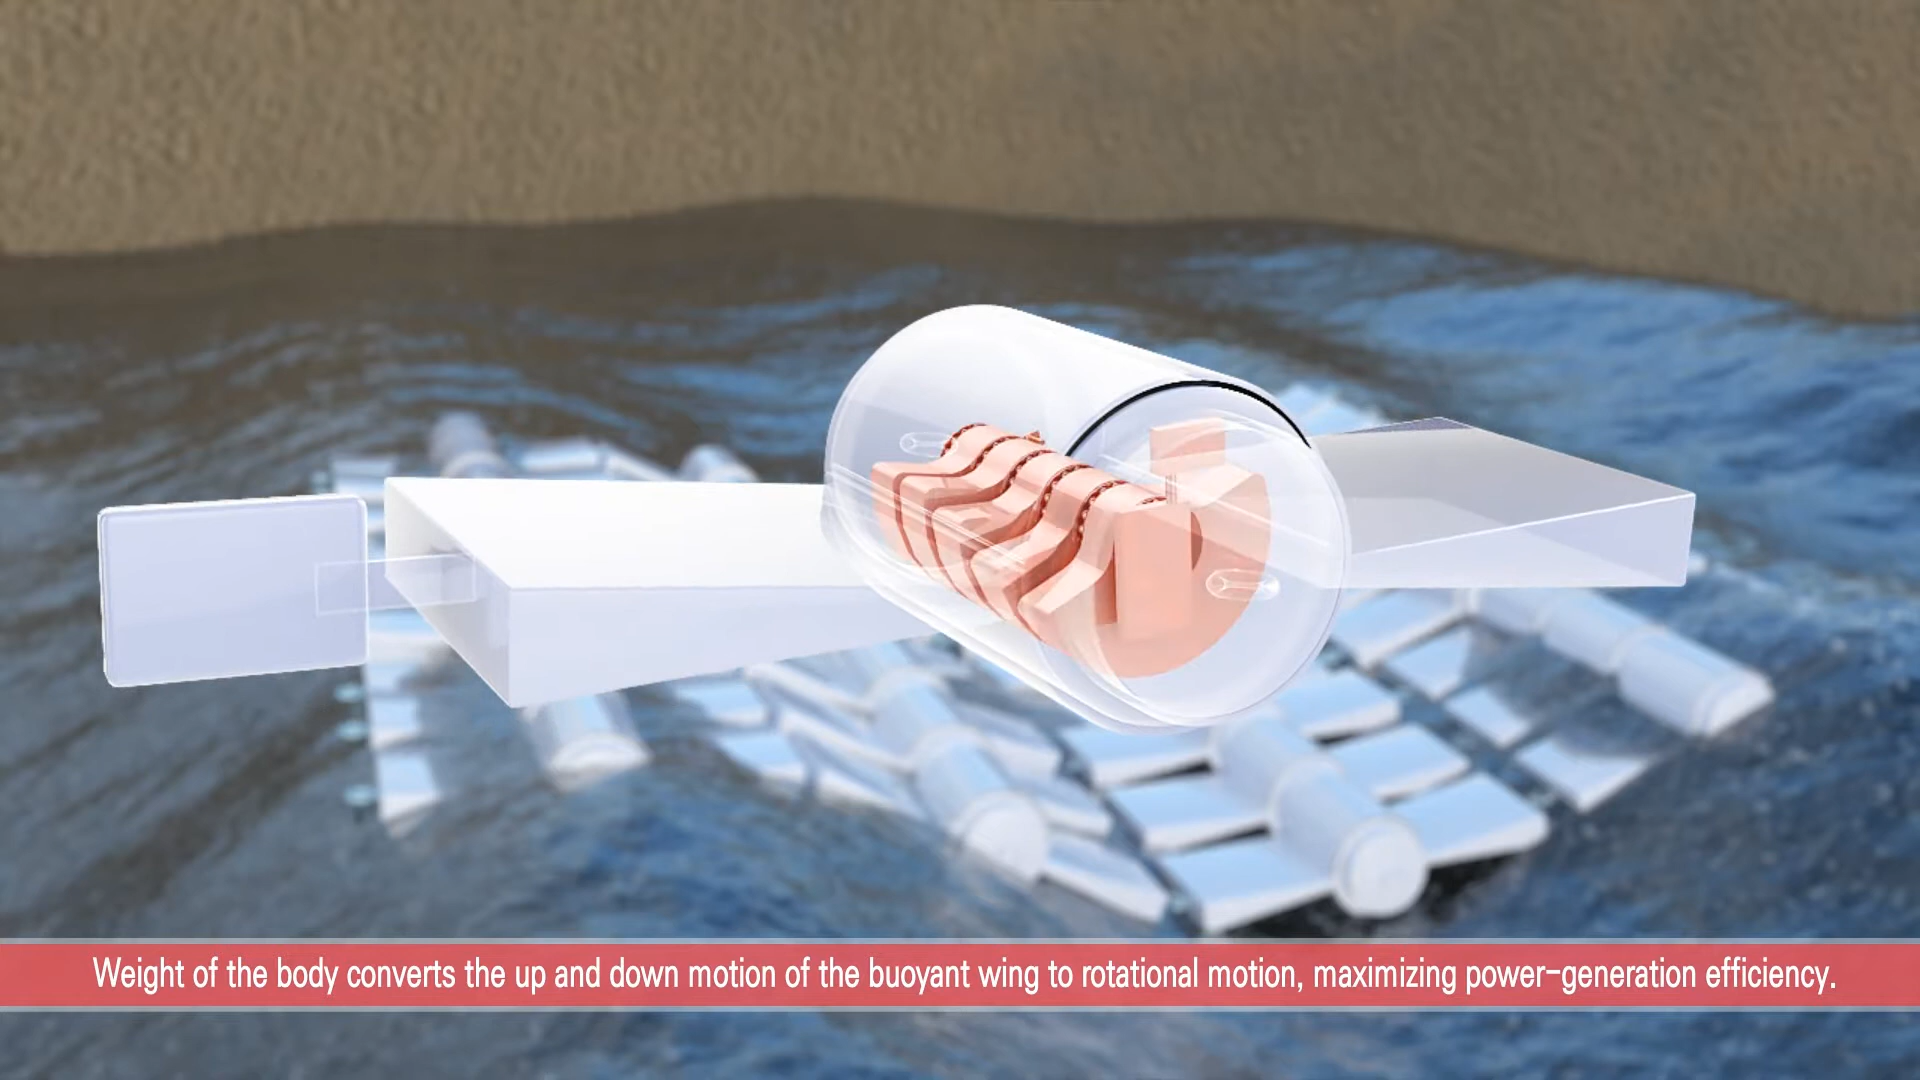 Weight of the body converts the up and down motion of the buoyant wing to rotational motion, maximizing power-generation efficiency.